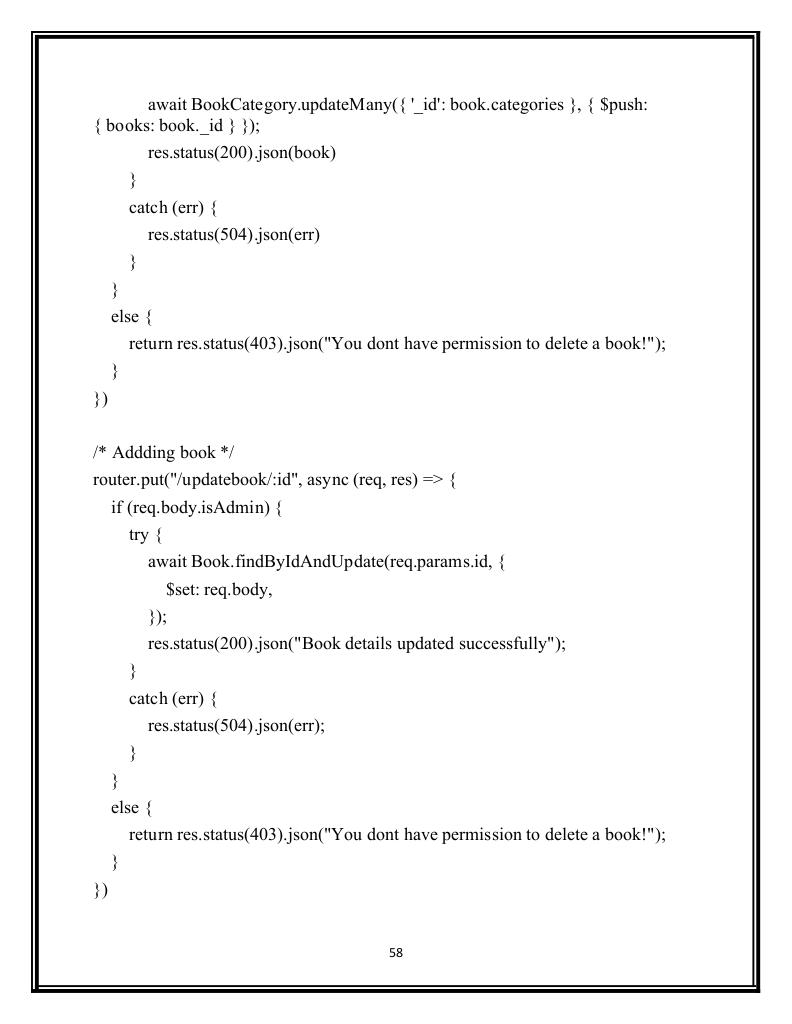 await BookCategory.updateMany({ '_id': book.categories }, { $push:
{ books: book._id } });
res.status(200).json(book)
}
catch (err) {
res.status(504).json(err)
}
}
else {
return res.status(403).json("You dont have permission to delete a book!");
}
})
/* Addding book */
router.put("/updatebook/:id", async (req, res) => {
if (req.body.isAdmin) {
try {
await Book.findByIdAndUpdate(req.params.id, {
$set: req.body,
});
res.status(200).json("Book details updated successfully");
}
catch (err) {
res.status(504).json(err);
}
}
else {
return res.status(403).json("You dont have permission to delete a book!");
}
})
58